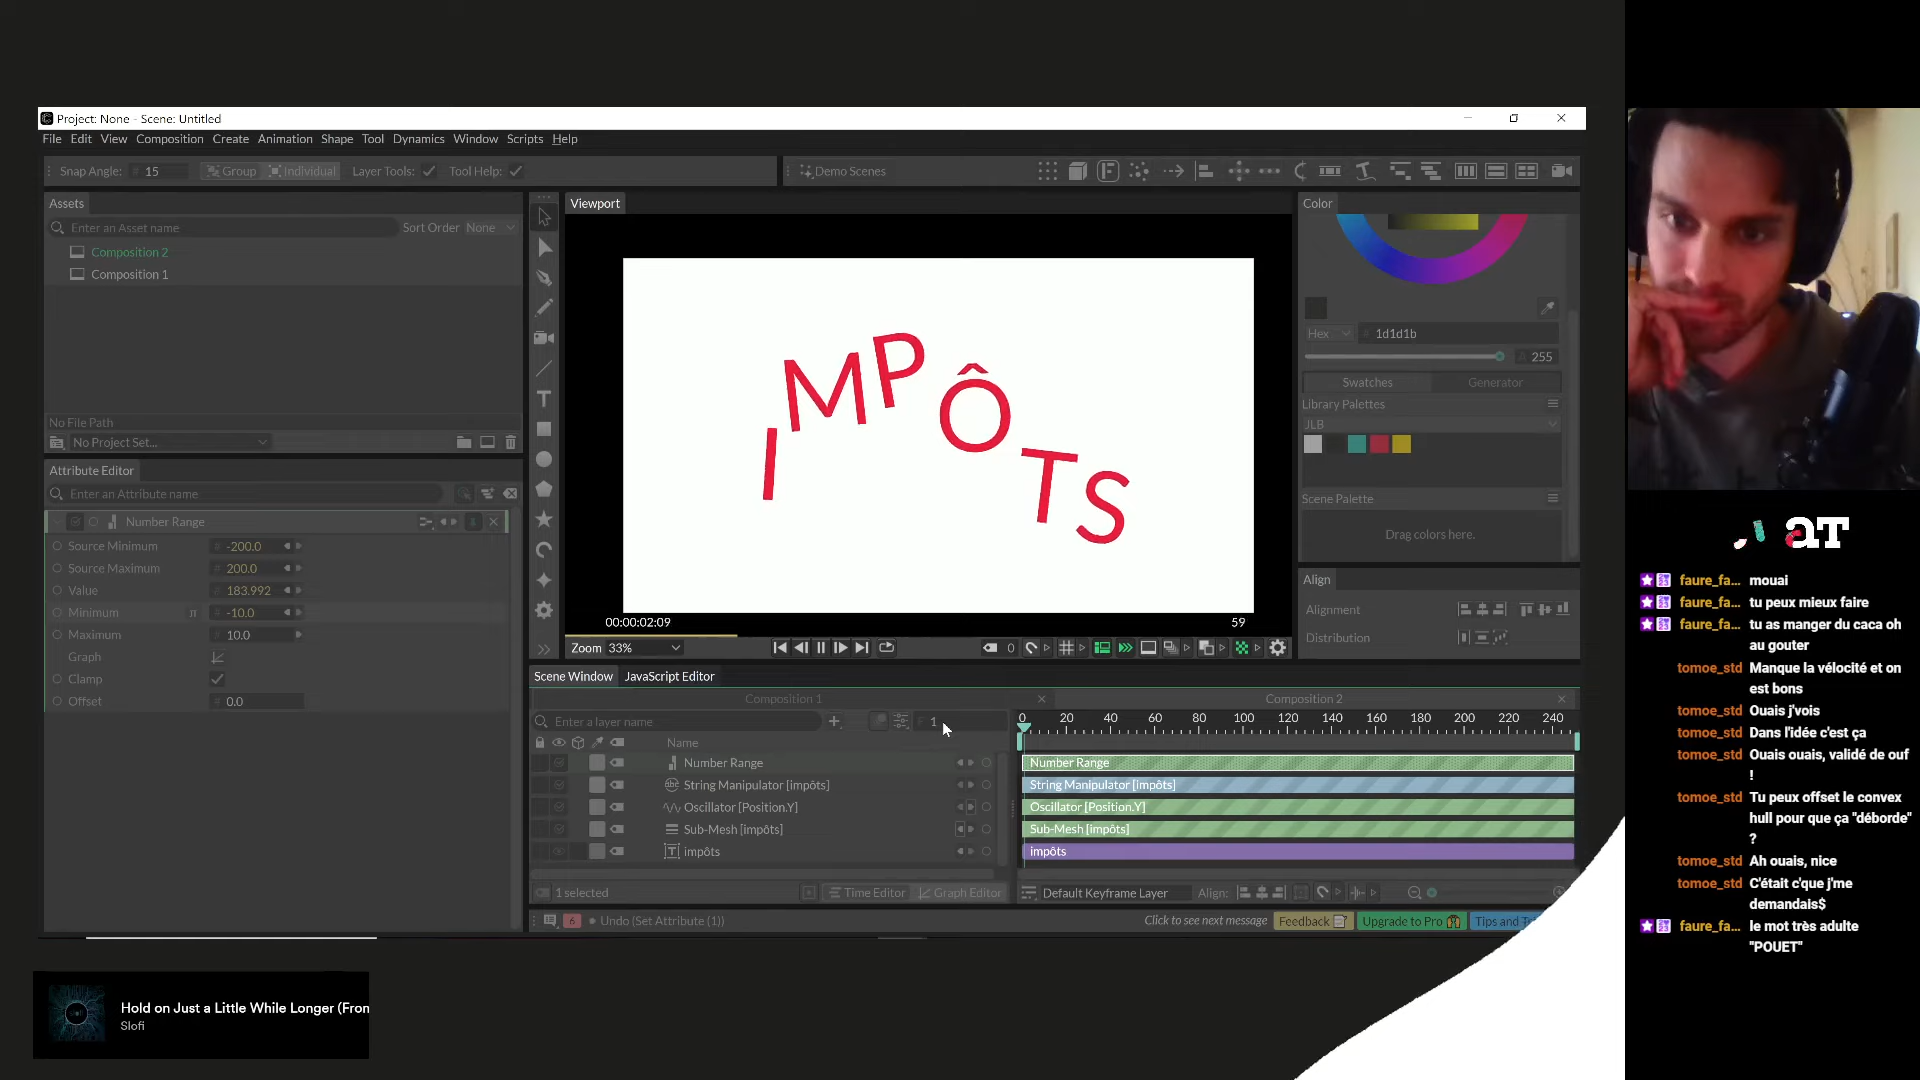 Project: None - Scene: Untitled
File Edit View Composition Create Animation Shape Tool Dynamics Window Scripts Help
Snap Angle: 15 Group Individual Layer Tools: Tool Help: Demo Scenes
Assets
Enter an Asset name Sort Order None
Composition 2
Composition 1
No File Path
No Project Set...
Attribute Editor
Enter an Attribute name
Number Range
Source Minimum -200.0
Source Maximum 200.0
Value 183.992
Minimum -10.0
Maximum 10.0
Graph
Clamp
Offset 0.0
Viewport
IMPÔTS
00:00:02:09 59
Zoom 33% 0
Color
Hex 1d1d1b
255
Swatches Generator
Library Palettes
JLB
Scene Palette
Drag colors here.
Align
Alignment
Distribution
Scene Window JavaScript Editor
Composition 1 Composition 2
Enter a layer name 1
0 20 40 60 80 100 120 140 160 180 200 220 240
Name
Number Range Number Range
String Manipulator [impôts] String Manipulator [impôts]
Oscillator [Position.Y] Oscillator [Position.Y]
Sub-Mesh [impôts] Sub-Mesh [impôts]
impôts impôts
1 selected Time Editor Graph Editor Default Keyframe Layer Align:
6 Undo (Set Attribute (1)) Click to see next message Feedback Upgrade to Pro
Hold on Just a Little While Longer (Fron
Slofi
at
faure_fa... mouai
faure_fa... tu peux mieux faire
faure_fa... tu as manger du caca oh
au gouter
tomoe_std Manque la vélocité et on
est bons
tomoe_std Ouais j'vois
tomoe_std Dans l'idée c'est ça
tomoe_std Ouais ouais, validé de ouf
!
tomoe_std Tu peux offset le convex
hull pour que ça "déborde"
?
tomoe_std Ah ouais, nice
tomoe_std C'était c'que j'me
demandais$
faure_fa... le mot très adulte
"POUET"